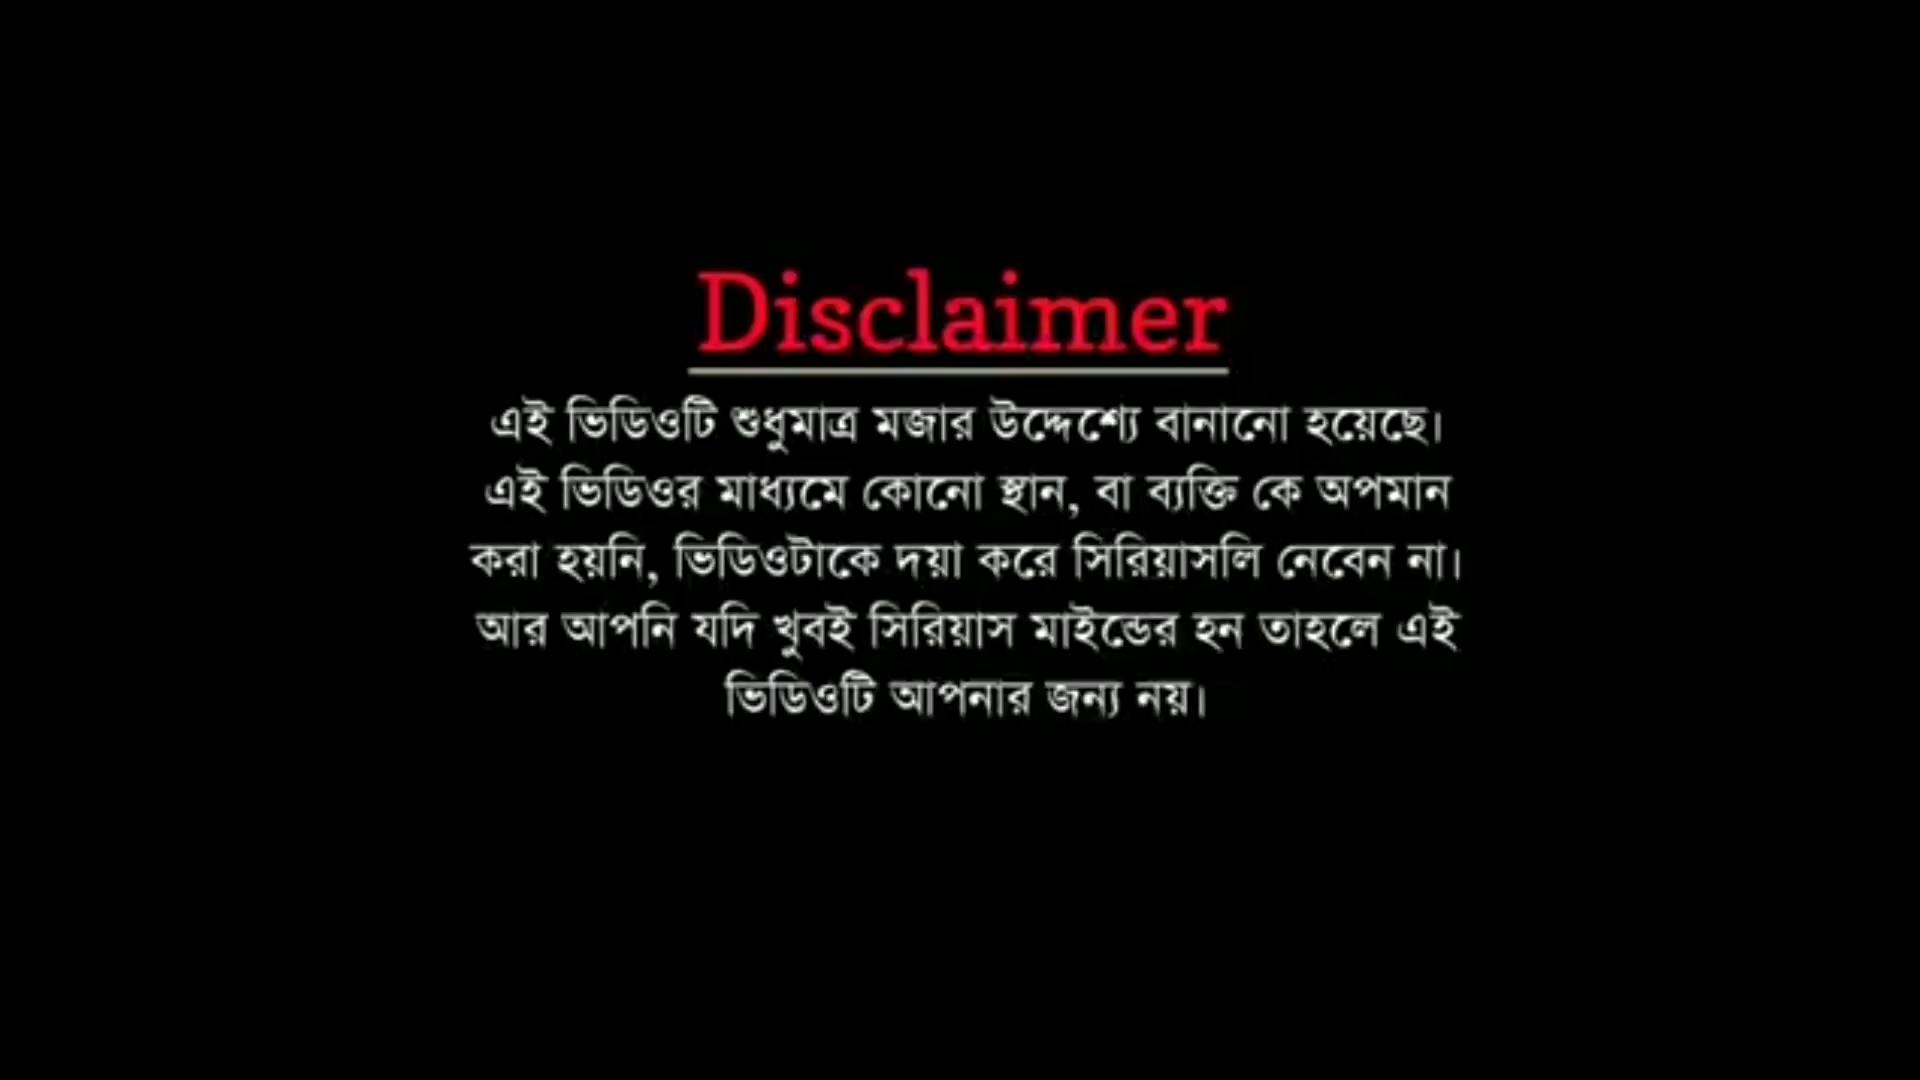 Disclaimer
এই ভিডিওটি শুধুমাত্র মজার উদ্দেশ্যে বানানো হয়েছে।
এই ভিডিওর মাধ্যমে কোনো স্থান, বা ব্যক্তি কে অপমান
করা হয়নি, ভিডিওটাকে দয়া করে সিরিয়াসলি নেবেন না।
আর আপনি যদি খুবই সিরিয়াস মাইন্ডের হন তাহলে এই
ভিডিওটি আপনার জন্য নয়।